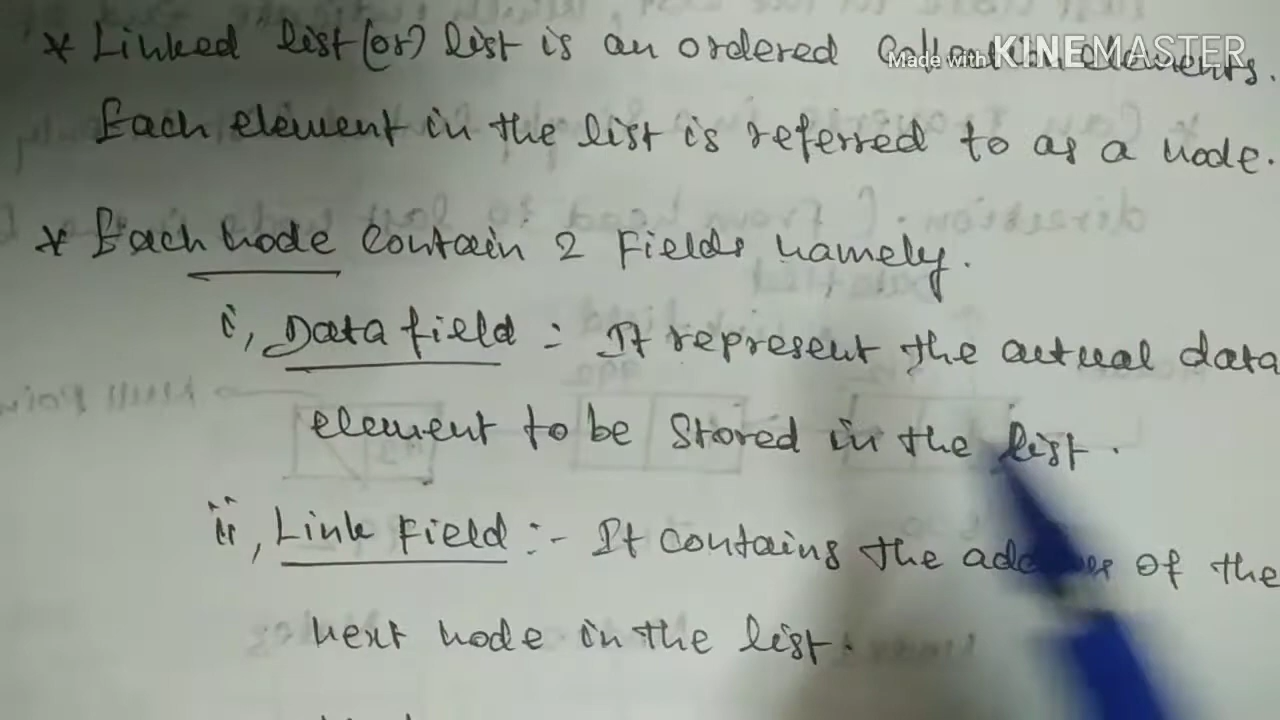 * Linked list (or) list is an ordered elements.
Made with KINEMASTER
Each element in the list is referred to as a node.
* Each node contain 2 Fields namely.
i, Data field : It represent the actual data
element to be stored in the list.
ii, Link Field :- It contains the of the
next node in the list.